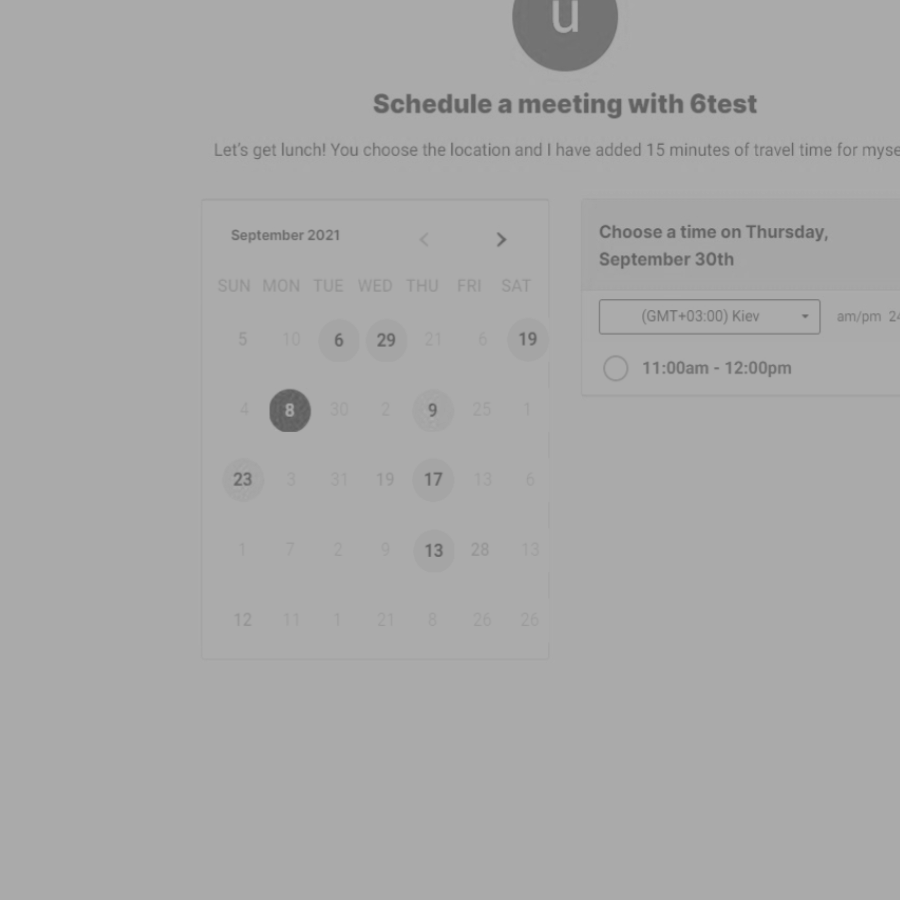 u
Schedule a meeting with 6test
Let's get lunch! You choose the location and I have added 15 minutes of travel time for myse
September 2021
SUN MON TUE WED THU FRI SAT
5 10 6 29 21 6 19
4 8 30 2 9 25 1
23 3 31 19 17 13 6
1 7 2 9 13 28 13
12 11 1 21 8 26 26
Choose a time on Thursday,
September 30th
(GMT+03:00) Kiev
am/pm 24
11:00am - 12:00pm